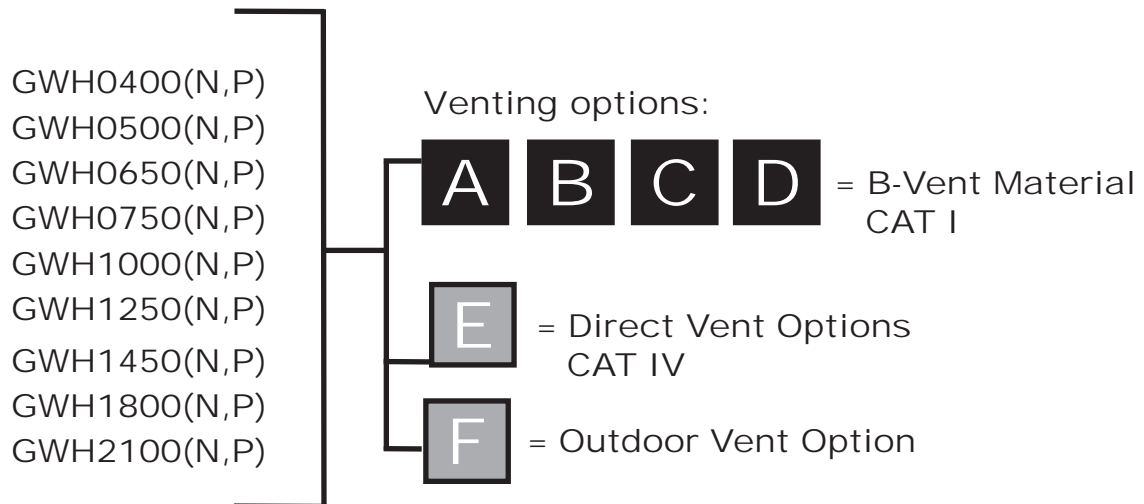 GWH0400(N,P)
GWH0500(N,P)
GWH0650(N,P)
GWH0750(N,P)
GWH1000(N,P)
GWH1250(N,P)
GWH1450(N,P)
GWH1800(N,P)
GWH2100(N,P)
Venting options:
A B C D = B-Vent Material
CAT I
E = Direct Vent Options
CAT IV
F = Outdoor Vent Option